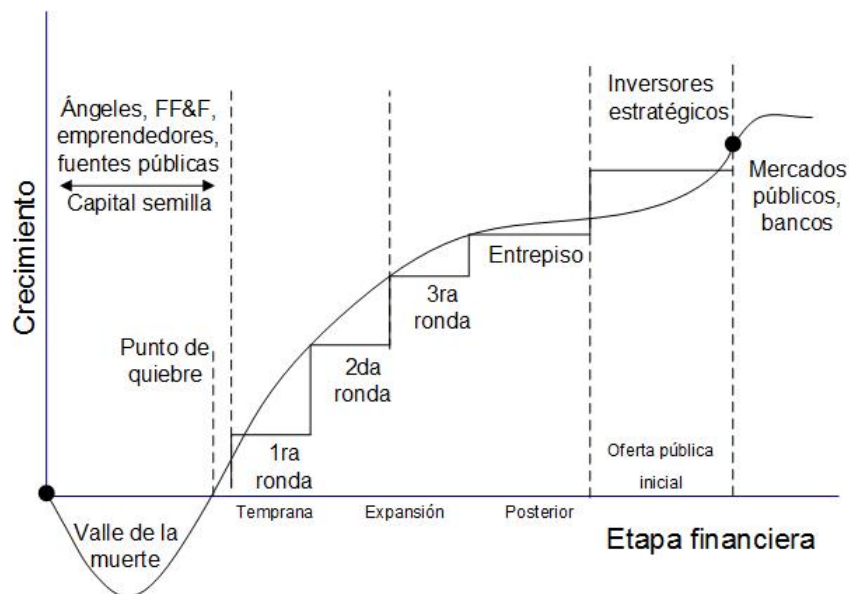 Inversores
estratégicos
Ángeles, FF&F,
emprendedores,
fuentes públicas
Capital semilla
Mercados
públicos,
bancos
Crecimiento
Entrepiso
3ra
ronda
Punto de
quiebre
2da
ronda
1ra
ronda
Oferta pública
inicial
Valle de la
muerte
Temprana
Expansión
Posterior
Etapa financiera